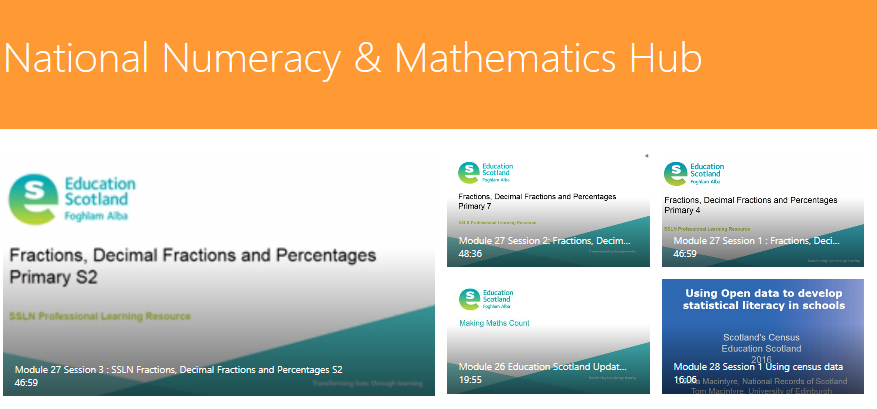 National Numeracy & Mathematics Hub
Education
Scotland
Foghlam Alba
Fractions, Decimal Fractions and Percentages
Primary S2
SSLN Professional Learning Resource
Module 27 Session 3 : SSLN Fractions, Decimal Fractions and Percentages S2
46:59
Transforming lives through learning
Education
Scotland
Foghlam Alba
Fractions, Decimal Fractions and Percentages
Primary 7
SSLN Professional Learning Resource
Module 27 Session 2: Fractions, Decim...
48:36
Education
Scotland
Foghlam Alba
Fractions, Decimal Fractions and Percentages
Primary 4
SSLN Professional Learning Resource
Module 27 Session 1 : Fractions, Deci...
46:59
Education
Scotland
Foghlam Alba
Making Maths Count
Module 26 Education Scotland Updat...
19:55
Using Open data to develop
statistical literacy in schools
Scotland's Census
Education Scotland
2016
Module 28 Session 1 Using census data
16:06
Macintyre, National Records of Scotland
Tom Macintyre, University of Edinburgh